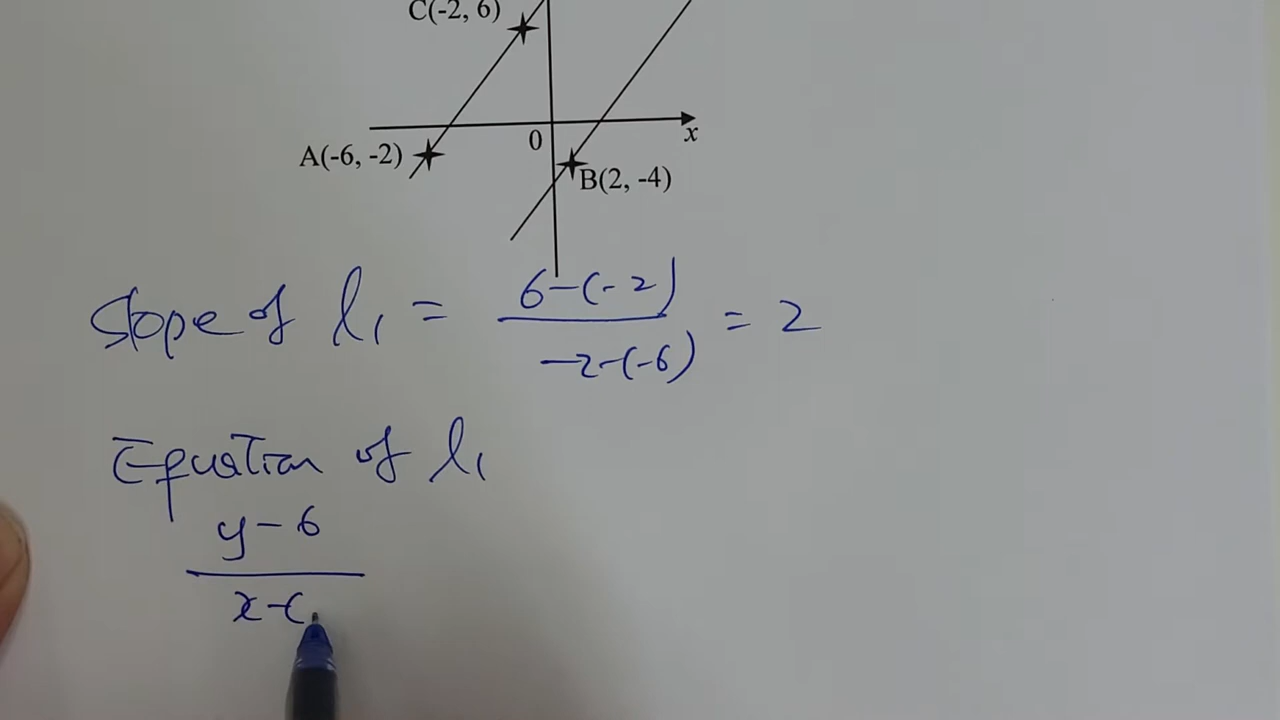 C(-2, 6)
0
x
A(-6, -2)
B(2, -4)
Slope of l₁ = 6-(-2) / -2-(-6) = 2
Equation of l₁
y - 6
x - (